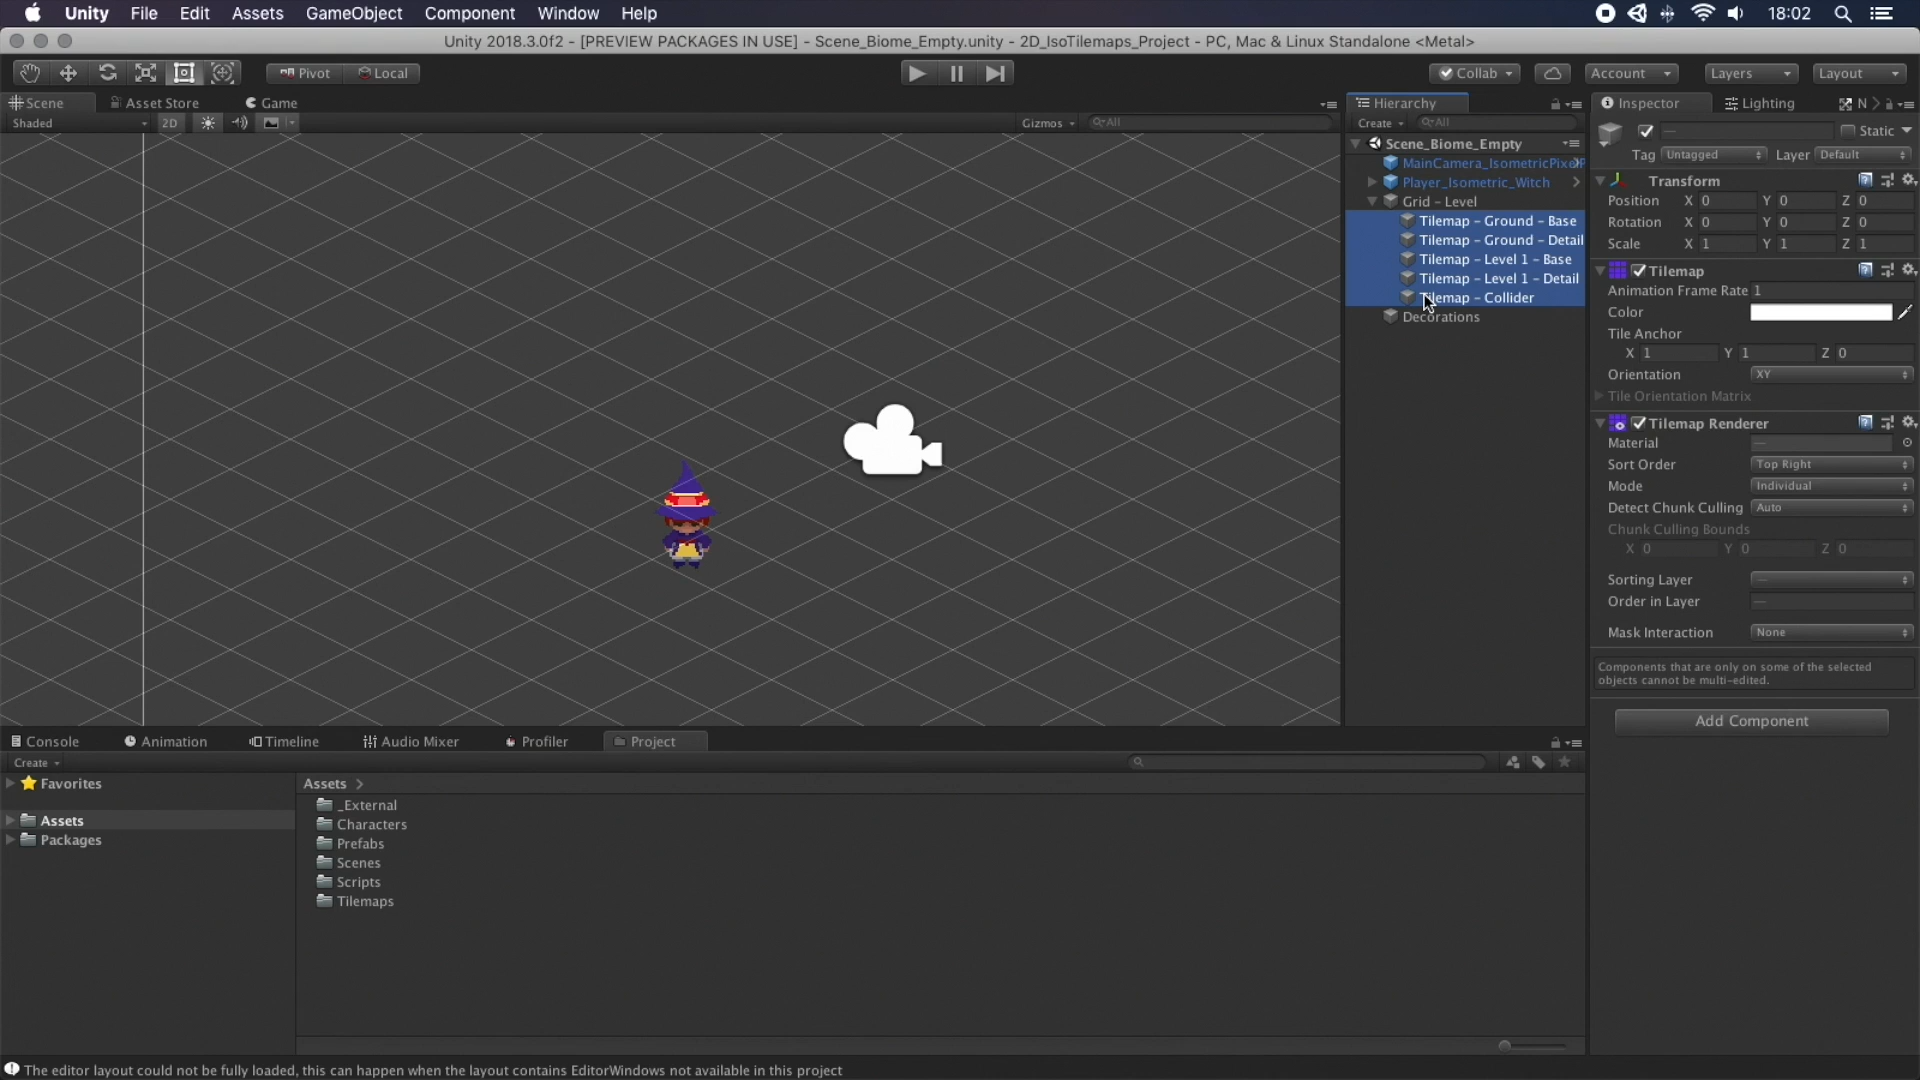 Unity File Edit Assets GameObject Component Window Help 18:02
Unity 2018.3.0f2 - [PREVIEW PACKAGES IN USE] - Scene_Biome_Empty.unity - 2D_IsoTilemaps_Project - PC, Mac & Linux Standalone <Metal>
Pivot Local Collab Account Layers Layout
Scene Asset Store Game Hierarchy Inspector Lighting N
Shaded 2D Gizmos All Create All
Static
Scene_Biome_Empty
Tag Untagged Layer Default
MainCamera_IsometricPixelP
Player_Isometric_Witch
Transform
Grid – Level
Position X 0 Y 0 Z 0
Tilemap – Ground – Base
Rotation X 0 Y 0 Z 0
Tilemap – Ground – Detail
Scale X 1 Y 1 Z 1
Tilemap – Level 1 – Base
Tilemap
Tilemap – Level 1 – Detail
Animation Frame Rate 1
Tilemap – Collider
Color
Decorations
Tile Anchor
X 1 Y 1 Z 0
Orientation XY
Tile Orientation Matrix
Tilemap Renderer
Material —
Sort Order Top Right
Mode Individual
Detect Chunk Culling Auto
Chunk Culling Bounds
X 0 Y 0 Z 0
Sorting Layer —
Order in Layer —
Mask Interaction None
Components that are only on some of the selected
objects cannot be multi-edited.
Add Component
Console Animation Timeline Audio Mixer Profiler Project
Create
Favorites
Assets
Packages
Assets >
_External
Characters
Prefabs
Scenes
Scripts
Tilemaps
The editor layout could not be fully loaded, this can happen when the layout contains EditorWindows not available in this project